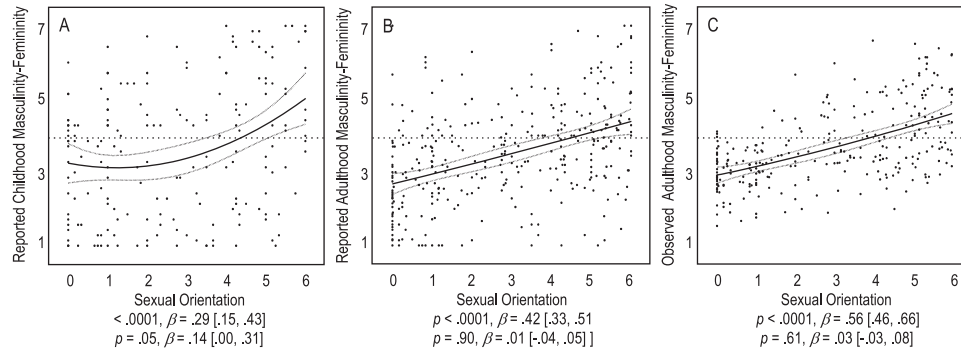 A
B
C
Reported Childhood Masculinity-Femininity
Reported Adulthood Masculinity-Femininity
Observed Adulthood Masculinity-Femininity
7
5
3
1
7
5
3
1
7
5
3
1
0 1 2 3 4 5 6
0 1 2 3 4 5 6
0 1 2 3 4 5 6
Sexual Orientation
Sexual Orientation
Sexual Orientation
< .0001, β = .29 [.15, .43]
p = .05, β = .14 [.00, .31]
p < .0001, β = .42 [.33, .51
p = .90, β = .01 [-.04, .05] ]
p < .0001, β = .56 [.46, .66]
p = .61, β = .03 [-.03, .08]